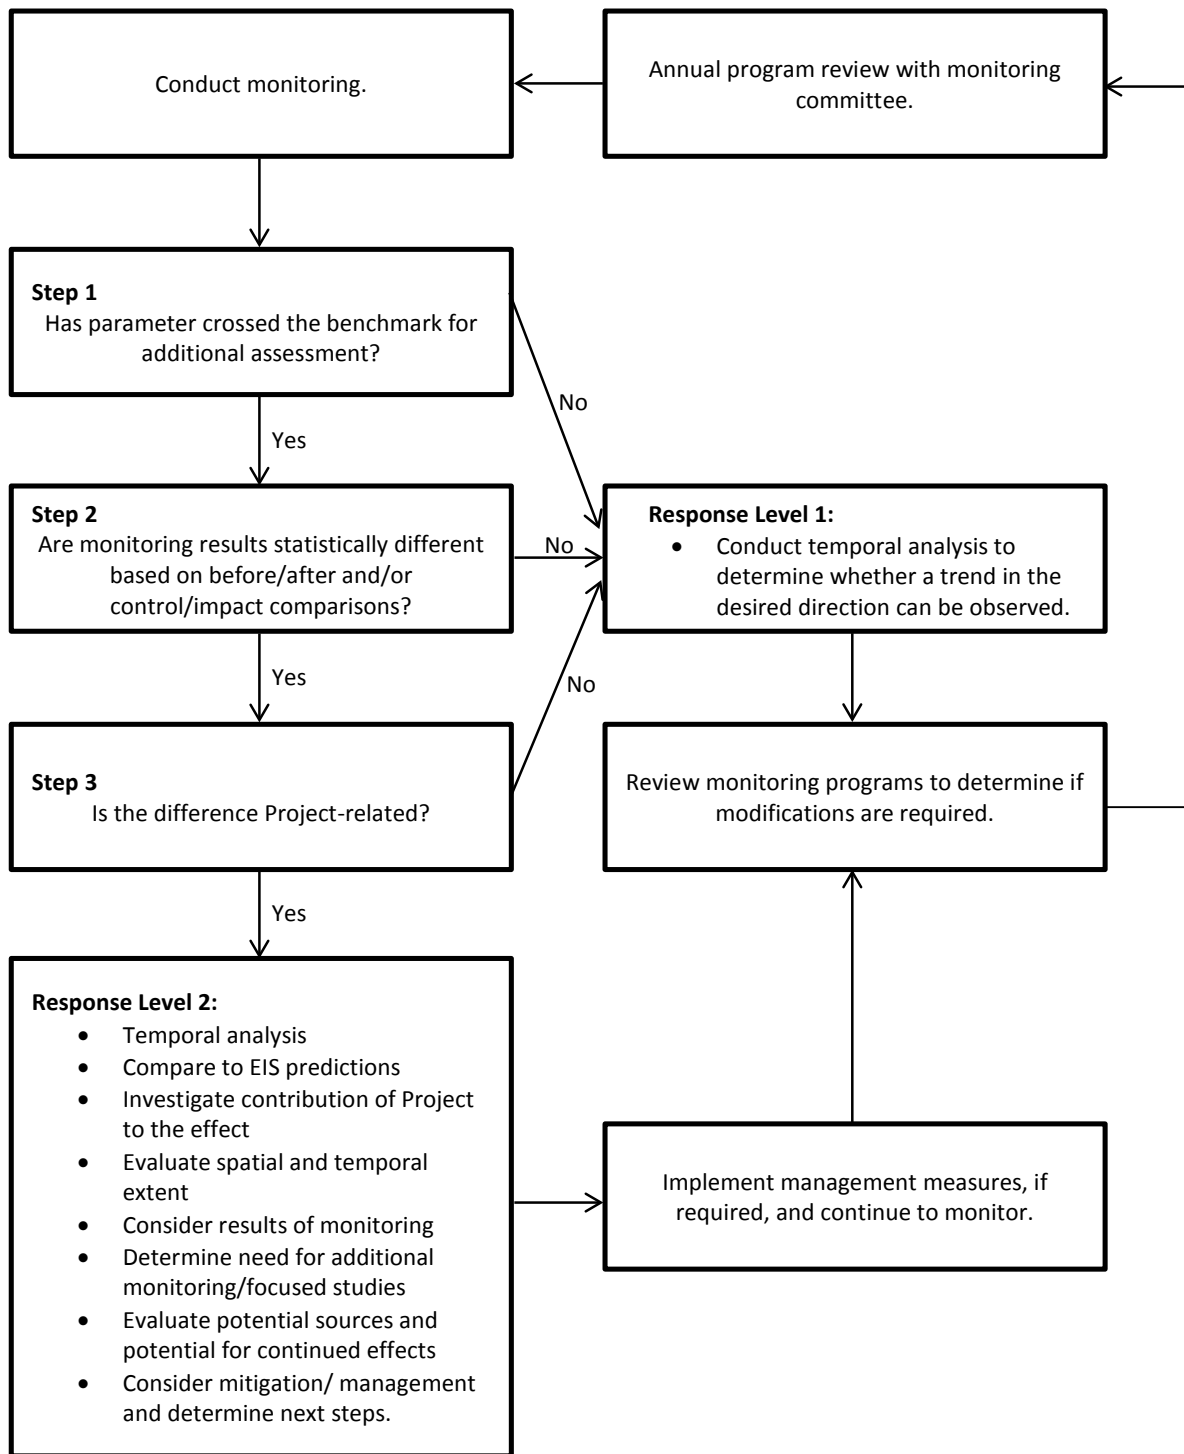 Conduct monitoring.
Annual program review with monitoring
committee.
Step 1
Has parameter crossed the benchmark for
additional assessment?
No
Yes
Step 2
Are monitoring results statistically different
based on before/after and/or
control/impact comparisons?
No
Response Level 1:
• Conduct temporal analysis to
determine whether a trend in the
desired direction can be observed.
Yes
No
Step 3
Is the difference Project-related?
Review monitoring programs to determine if
modifications are required.
Yes
Response Level 2:
• Temporal analysis
• Compare to EIS predictions
• Investigate contribution of Project
to the effect
• Evaluate spatial and temporal
extent
• Consider results of monitoring
• Determine need for additional
monitoring/focused studies
• Evaluate potential sources and
potential for continued effects
• Consider mitigation/ management
and determine next steps.
Implement management measures, if
required, and continue to monitor.